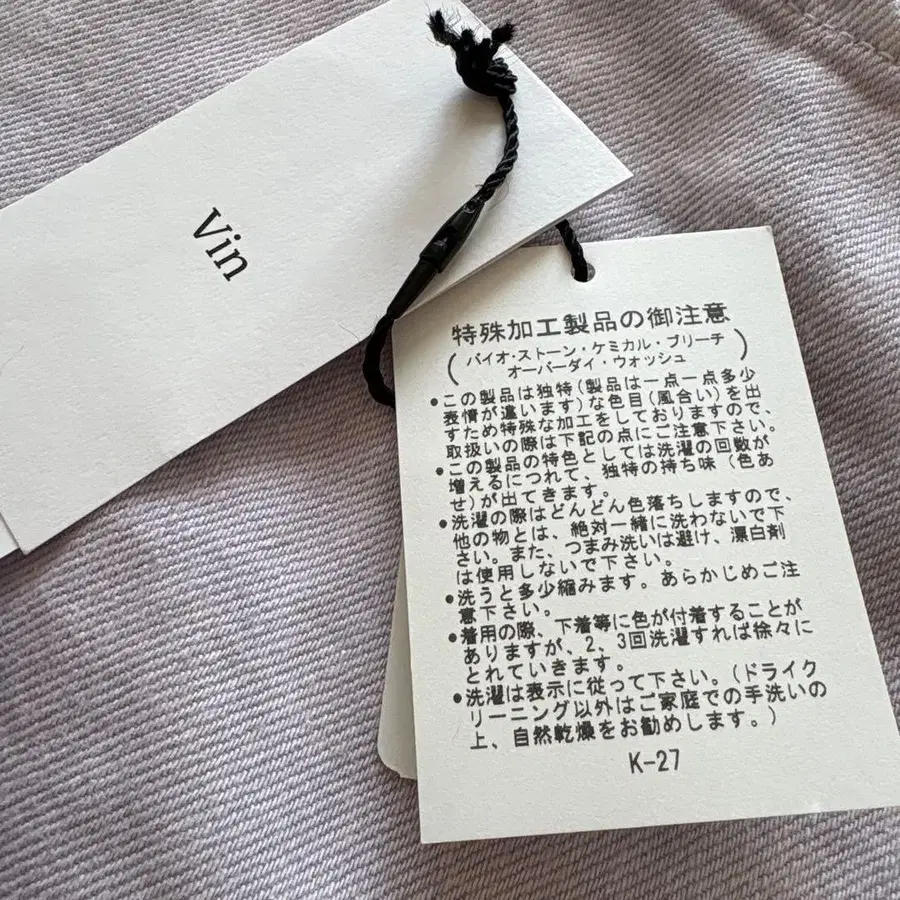 Vin
特殊加工製品の御注意
(バイオ・ストーン・ケミカル・ブリーチ
オーバーダイ・ウォッシュ)
●この製品は独特(製品は一点一点多少
表情が違います)な色目(風合い)を出
すため特殊な加工をしておりますので、
取扱いの際は下記の点にご注意下さい。
●この製品の特色としては洗濯の回数が
増えるにつれて、独特の持ち味(色あ
せ)が出てきます。
●洗濯の際はどんどん色落ちしますので、
他の物とは、絶対一緒に洗わないで下
さい。また、つまみ洗いは避け、漂白剤
は使用しないで下さい。
●洗うと多少縮みます。あらかじめご注
意下さい。
●着用の際、下着等に色が付着することが
ありますが、2、3回洗濯すれば徐々に
とれていきます。
●洗濯は表示に従って下さい。(ドライク
リーニング以外はご家庭での手洗いの
上、自然乾燥をお勧めします。)
K-27